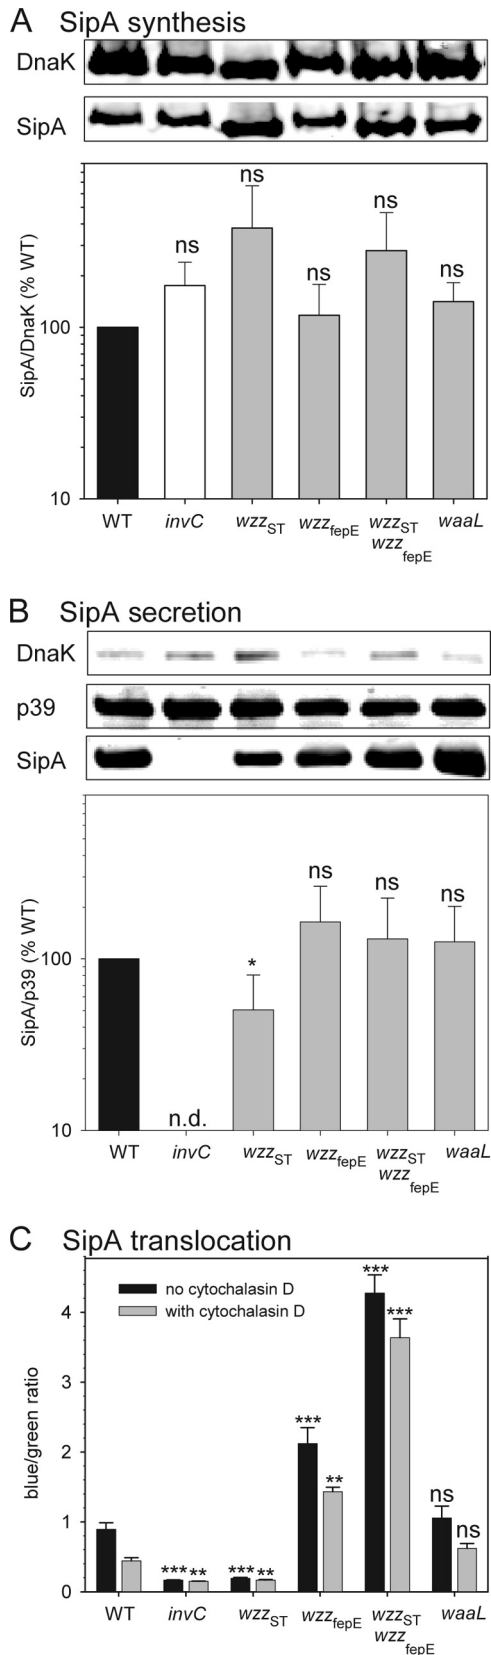 A SipA synthesis
DnaK
SipA
SipA/DnaK (% WT)
100
10
ns
ns
ns
ns
ns
WT invC wzzST wzzfepE wzzST waaL
wzzfepE
B SipA secretion
DnaK
p39
SipA
SipA/p39 (% WT)
100
10
n.d.
*
ns
ns
ns
WT invC wzzST wzzfepE wzzST waaL
wzzfepE
C SipA translocation
no cytochalasin D
with cytochalasin D
blue/green ratio
4
3
2
1
0
*** **
*** **
*** **
*** ***
ns ns
WT invC wzzST wzzfepE wzzST waaL
wzzfepE